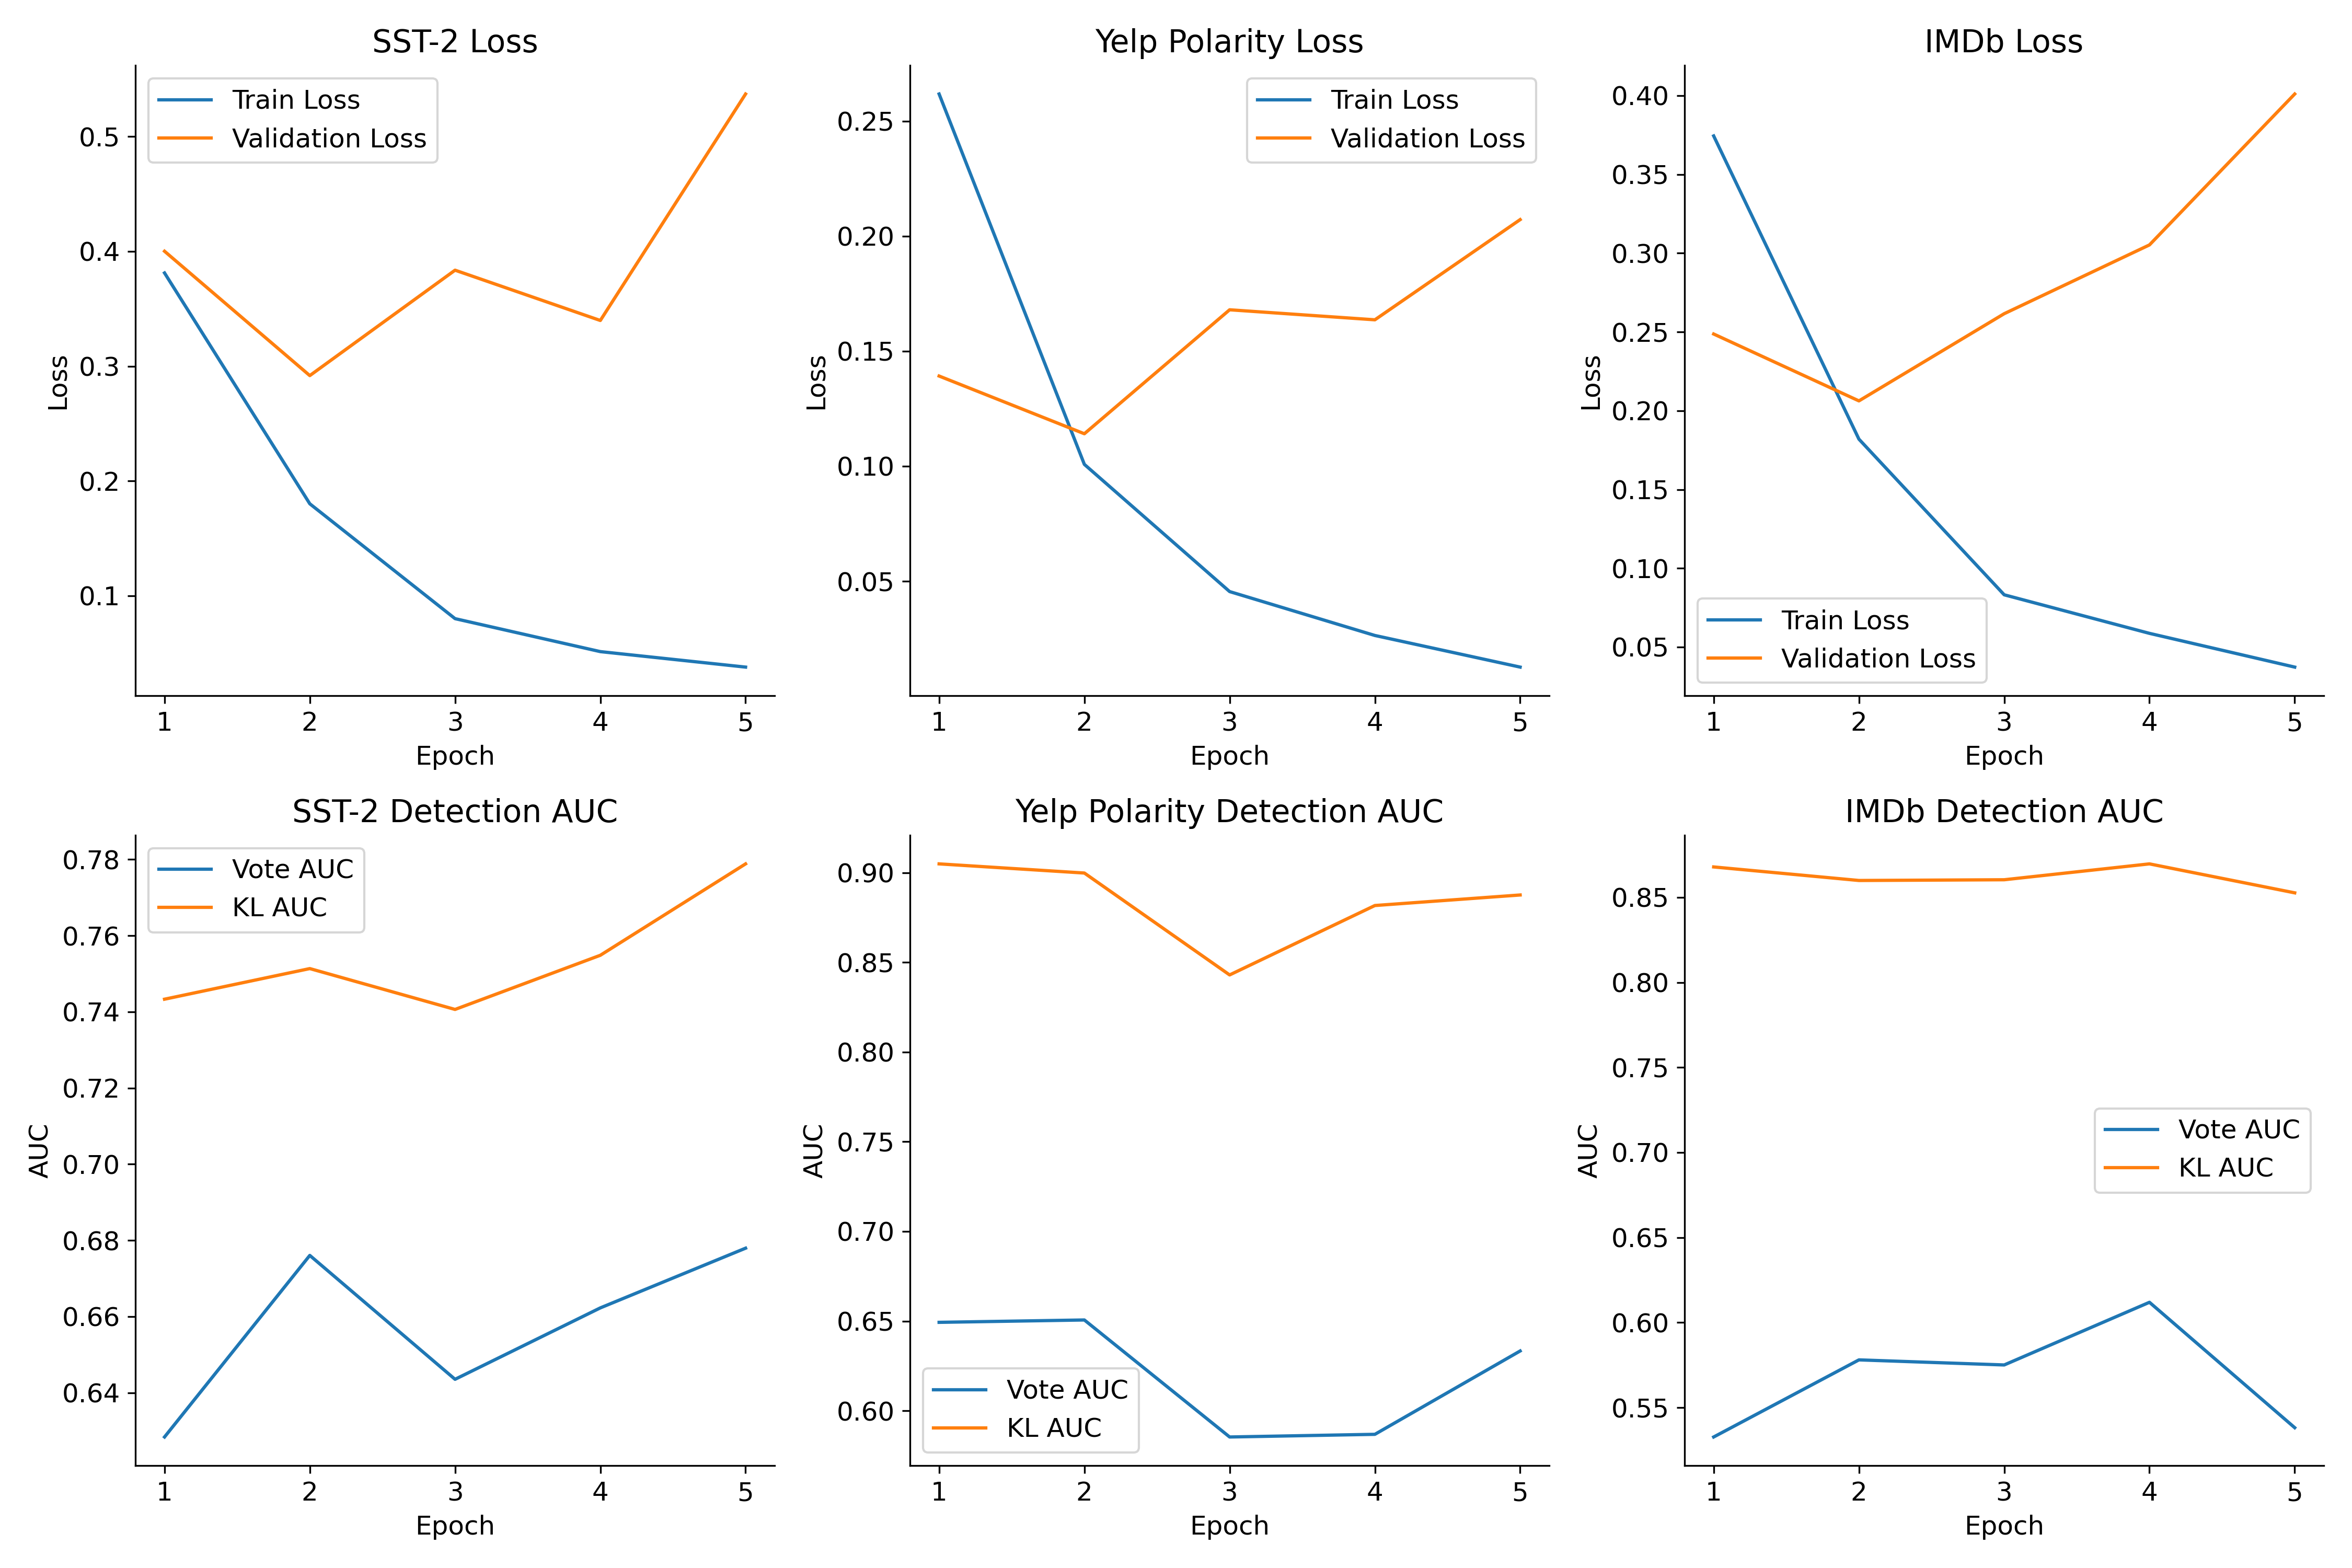 SST-2 Loss
Train Loss
Validation Loss
0.5
0.4
0.3
0.2
0.1
Loss
1 2 3 4 5
Epoch
Yelp Polarity Loss
Train Loss
Validation Loss
0.25
0.20
0.15
0.10
0.05
Loss
1 2 3 4 5
Epoch
IMDb Loss
0.40
0.35
0.30
0.25
0.20
0.15
0.10
0.05
Loss
Train Loss
Validation Loss
1 2 3 4 5
Epoch
SST-2 Detection AUC
Vote AUC
KL AUC
0.78
0.76
0.74
0.72
0.70
0.68
0.66
0.64
AUC
1 2 3 4 5
Epoch
Yelp Polarity Detection AUC
0.90
0.85
0.80
0.75
0.70
0.65
0.60
AUC
Vote AUC
KL AUC
1 2 3 4 5
Epoch
IMDb Detection AUC
0.85
0.80
0.75
0.70
0.65
0.60
0.55
AUC
Vote AUC
KL AUC
1 2 3 4 5
Epoch